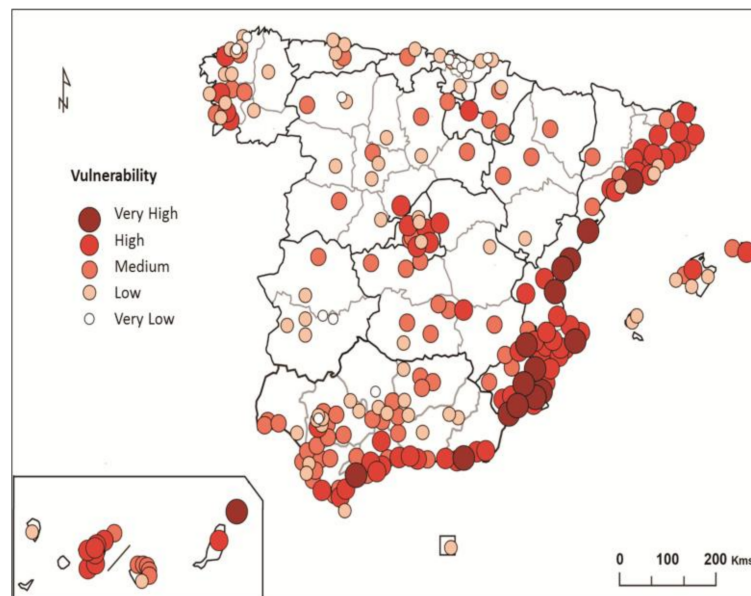 N
Vulnerability
Very High
High
Medium
Low
Very Low
0 100 200 Kms